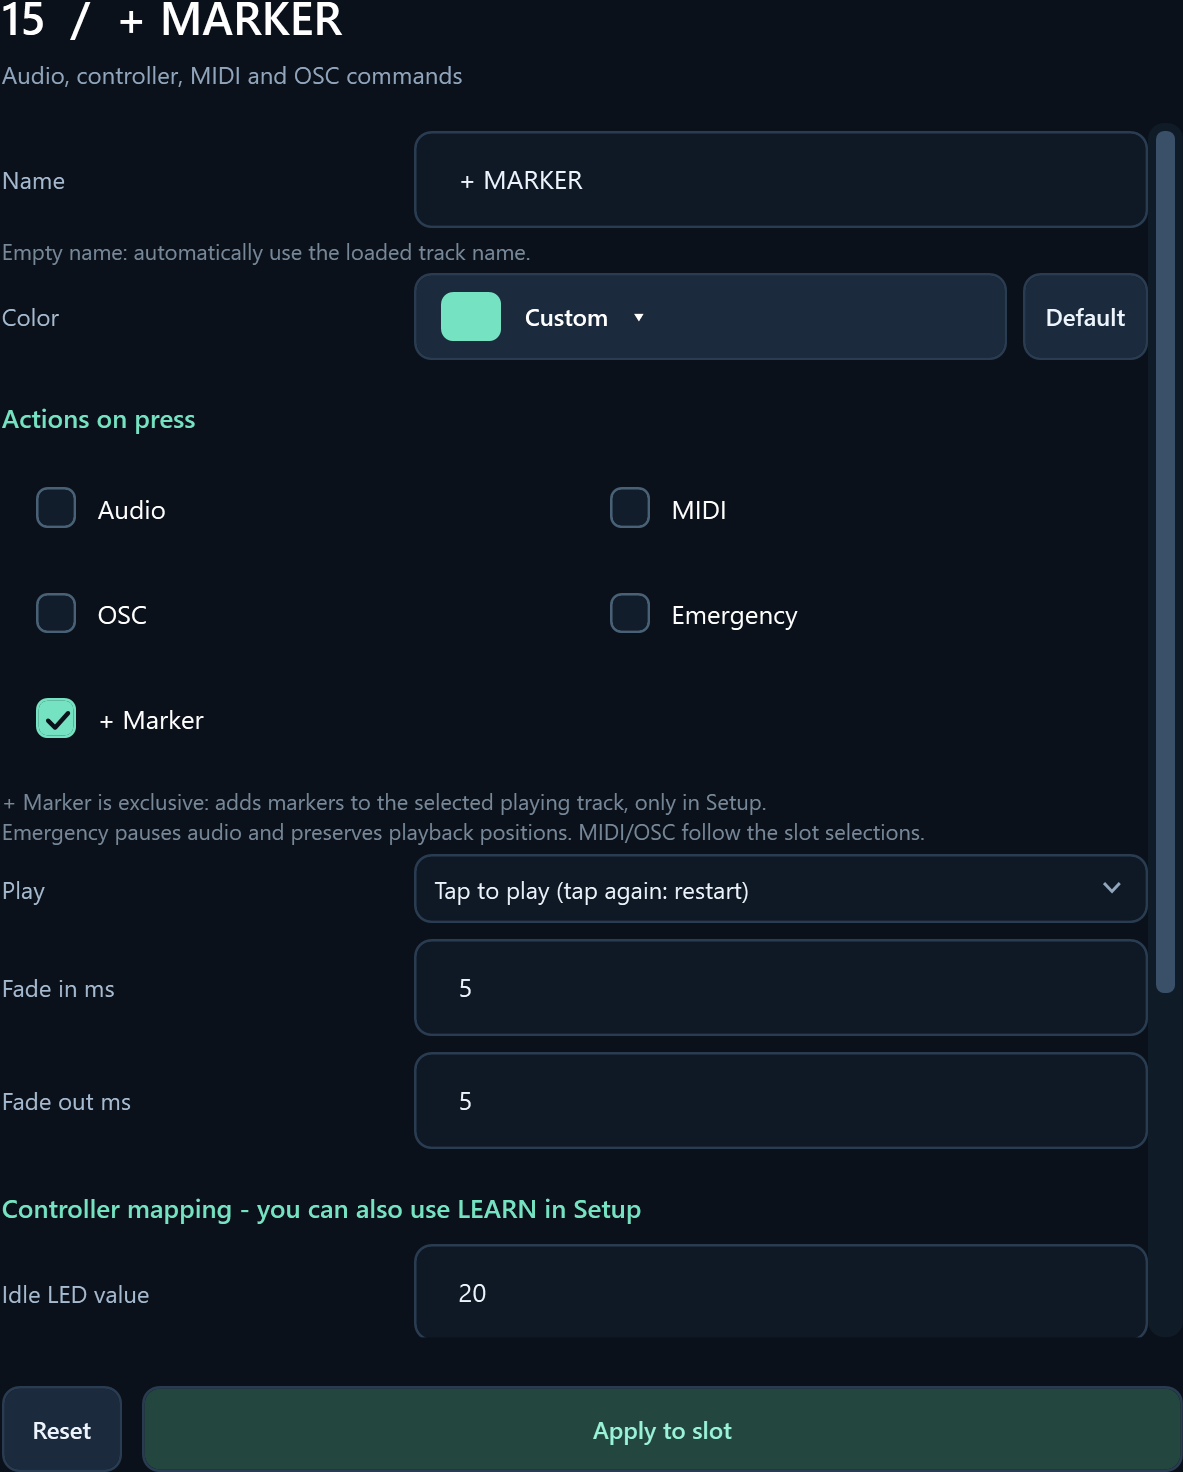 15 / + MARKER
Audio, controller, MIDI and OSC commands
Name
+ MARKER
Empty name: automatically use the loaded track name.
Color
Custom
Default
Actions on press
Audio
MIDI
OSC
Emergency
+ Marker
+ Marker is exclusive: adds markers to the selected playing track, only in Setup.
Emergency pauses audio and preserves playback positions. MIDI/OSC follow the slot selections.
Play
Tap to play (tap again: restart)
Fade in ms
5
Fade out ms
5
Controller mapping - you can also use LEARN in Setup
Idle LED value
20
Reset
Apply to slot